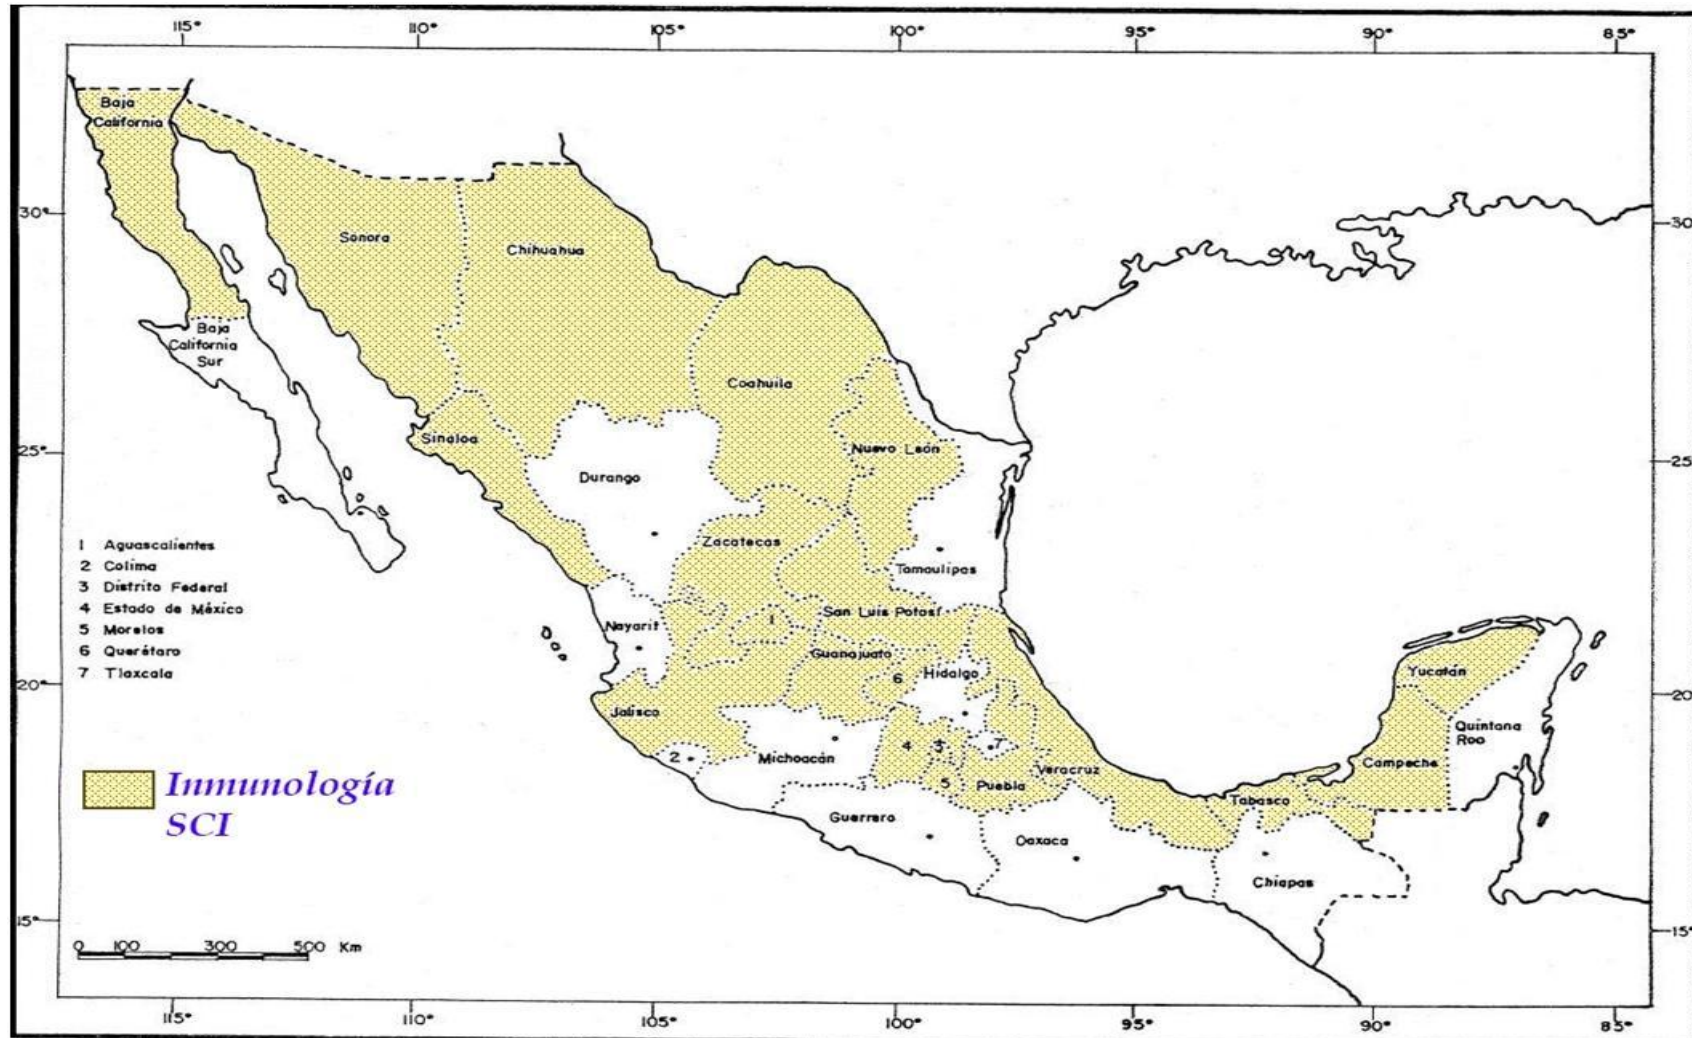 115° 110° 105° 100° 95° 90° 85°
Baja
California
30° 30°
Sonora
Chihuahua
Baja
California
Sur
Coahuila
Sinaloa
Nuevo León
25° 25°
Durango
Zacatecas
Tamaulipas
1 Aguascalientes
2 Colima
3 Distrito Federal
4 Estado de México
5 Morelos
6 Querétaro
7 Tlaxcala
San Luis Potosí
1
Nayarit
Guanajuato
6
Hidalgo
Yucatán
20° 20°
Jalisco
Quintana
Roo
2
Michoacán
4
3
7
5
Puebla
Veracruz
Campeche
Tabasco
Inmunología
SCI
Guerrero
Oaxaca
Chiapas
15° 15°
0 100 300 500 Km
115° 110° 105° 100° 95° 90° 85°